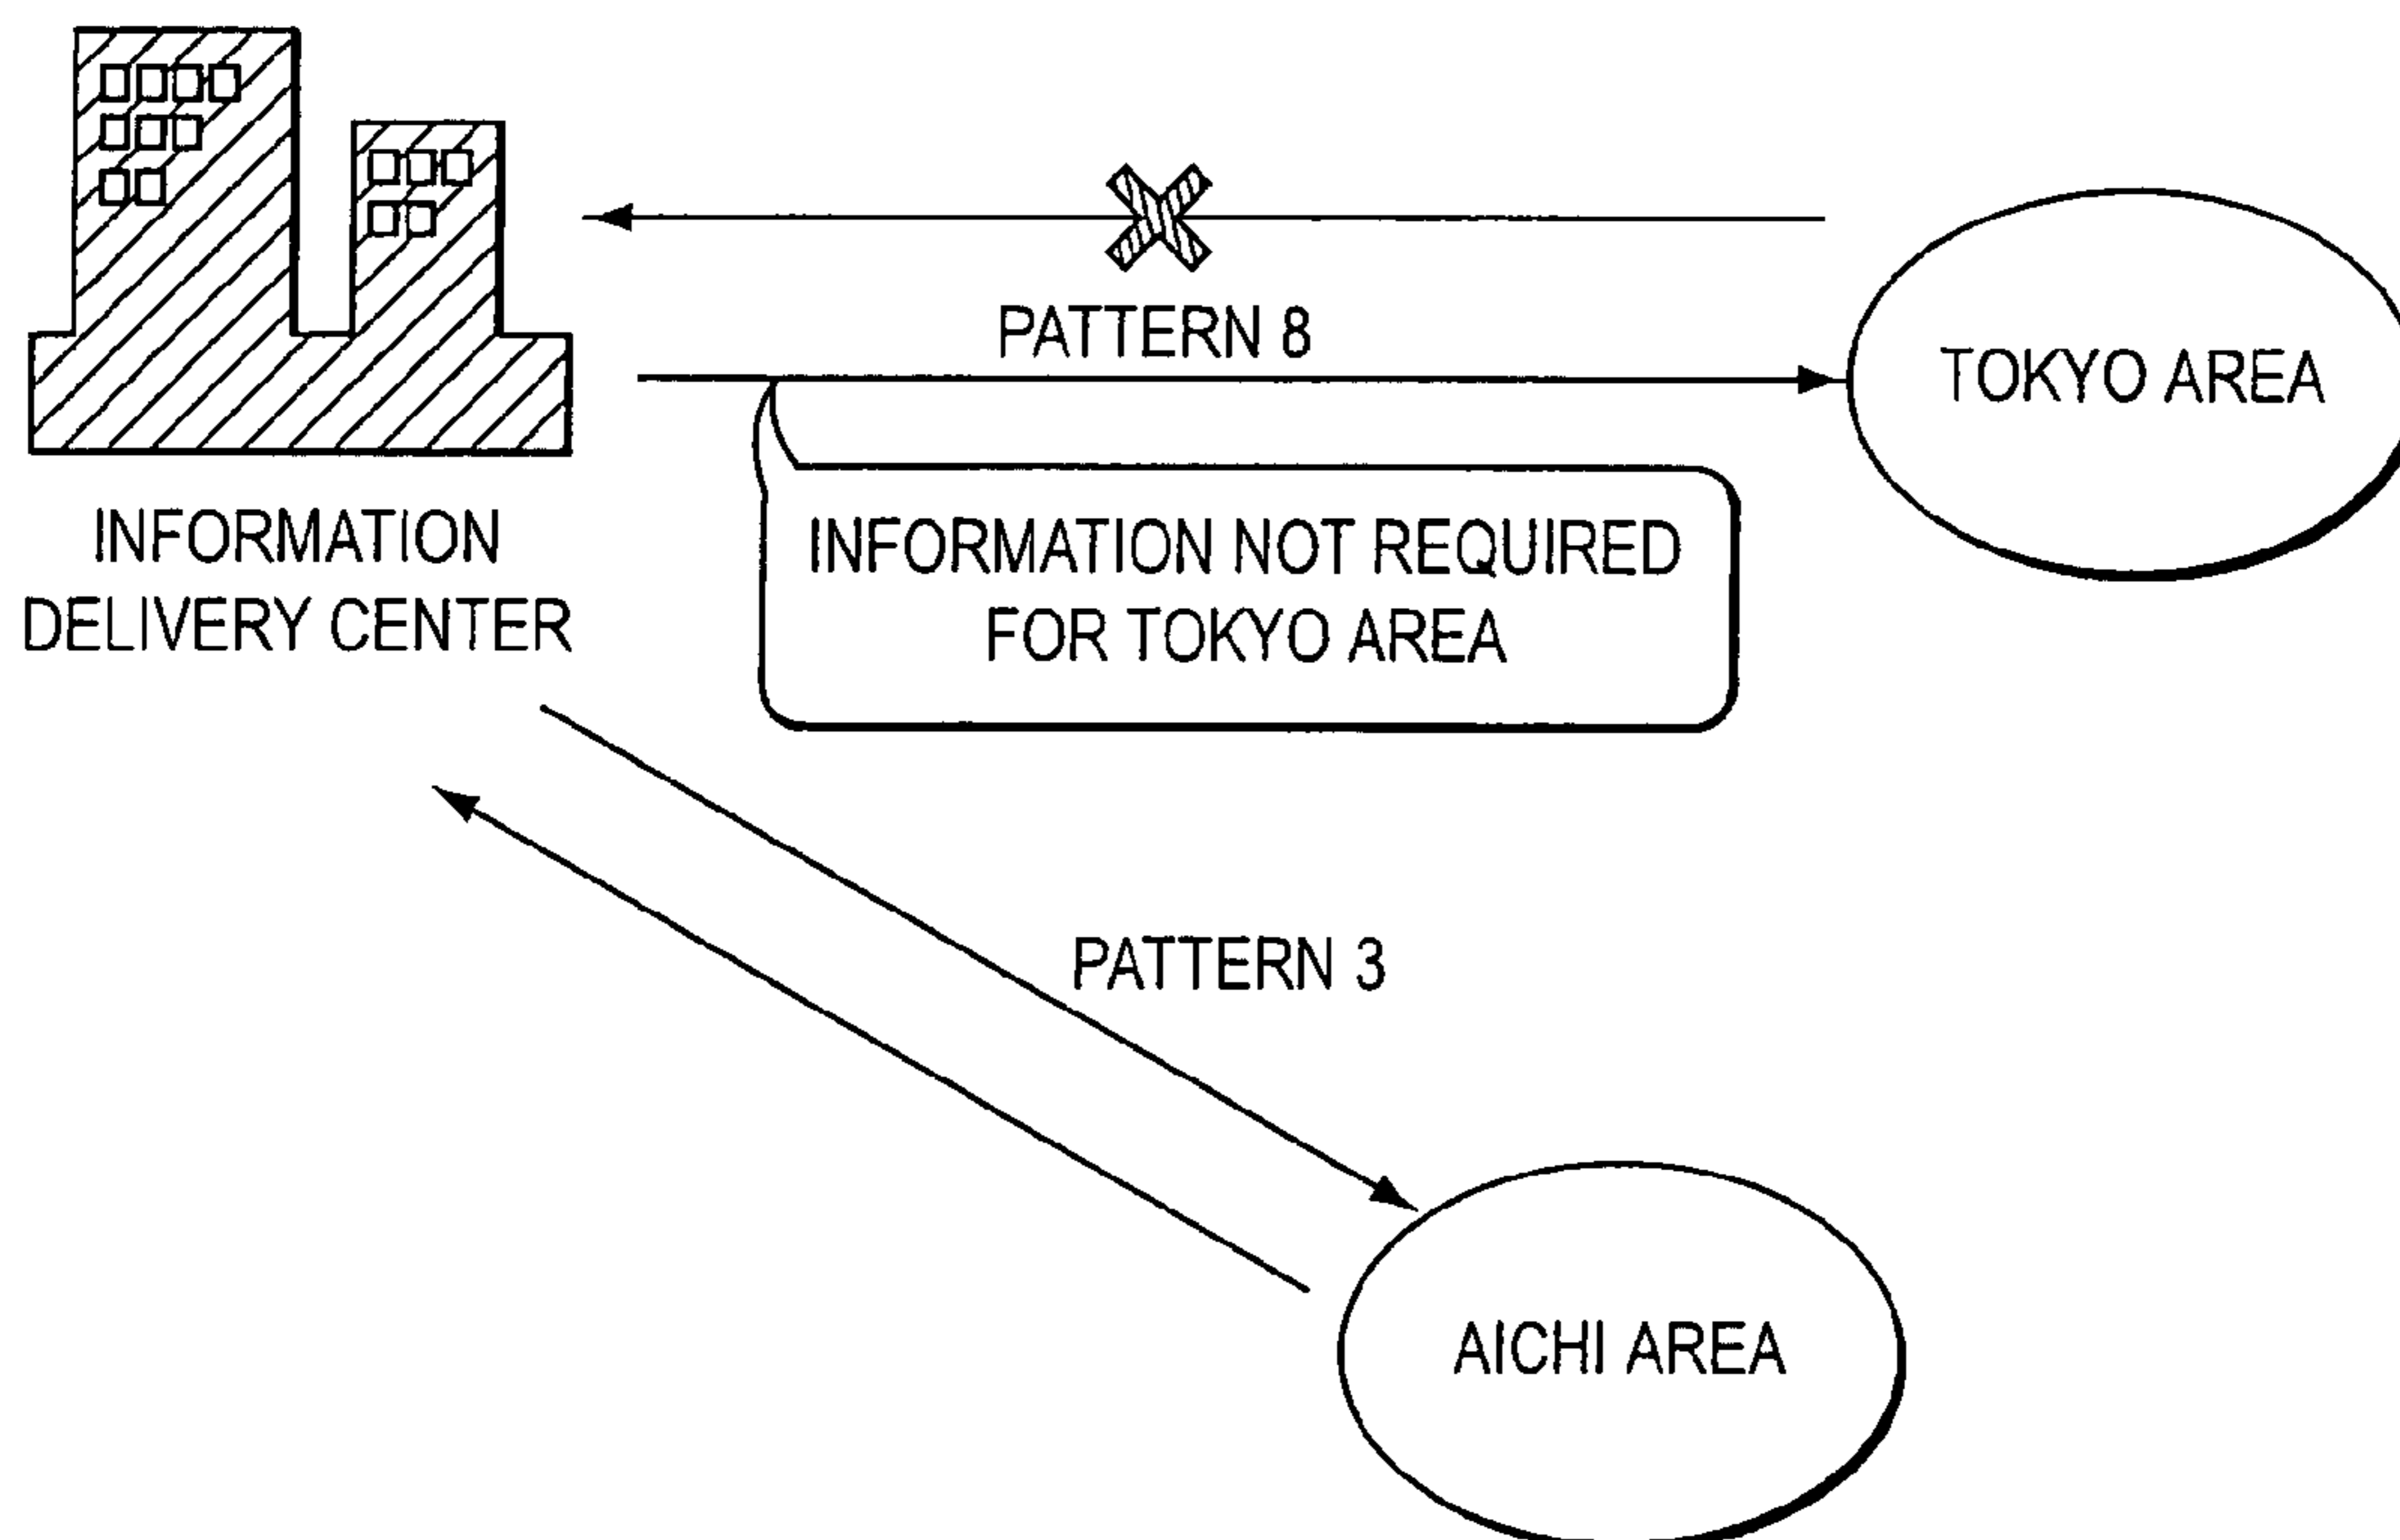 PATTERN 8
TOKYO AREA
INFORMATION
DELIVERY CENTER
INFORMATION NOT REQUIRED
FOR TOKYO AREA
PATTERN 3
AICHI AREA